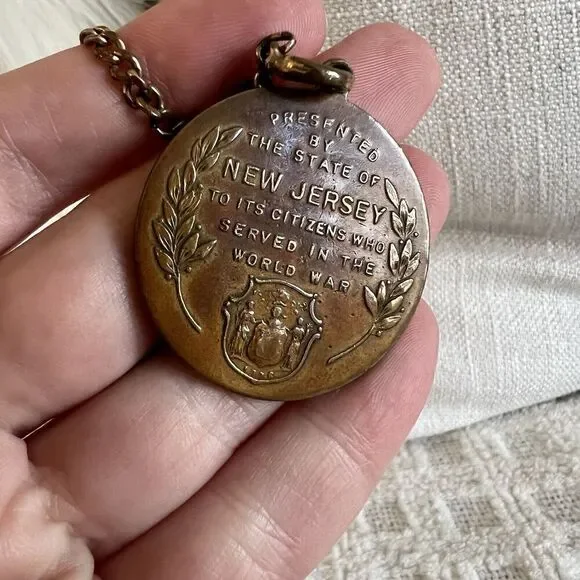 PRESENTED
BY
THE STATE OF
NEW JERSEY
TO ITS CITIZENS WHO
SERVED IN THE
WORLD WAR